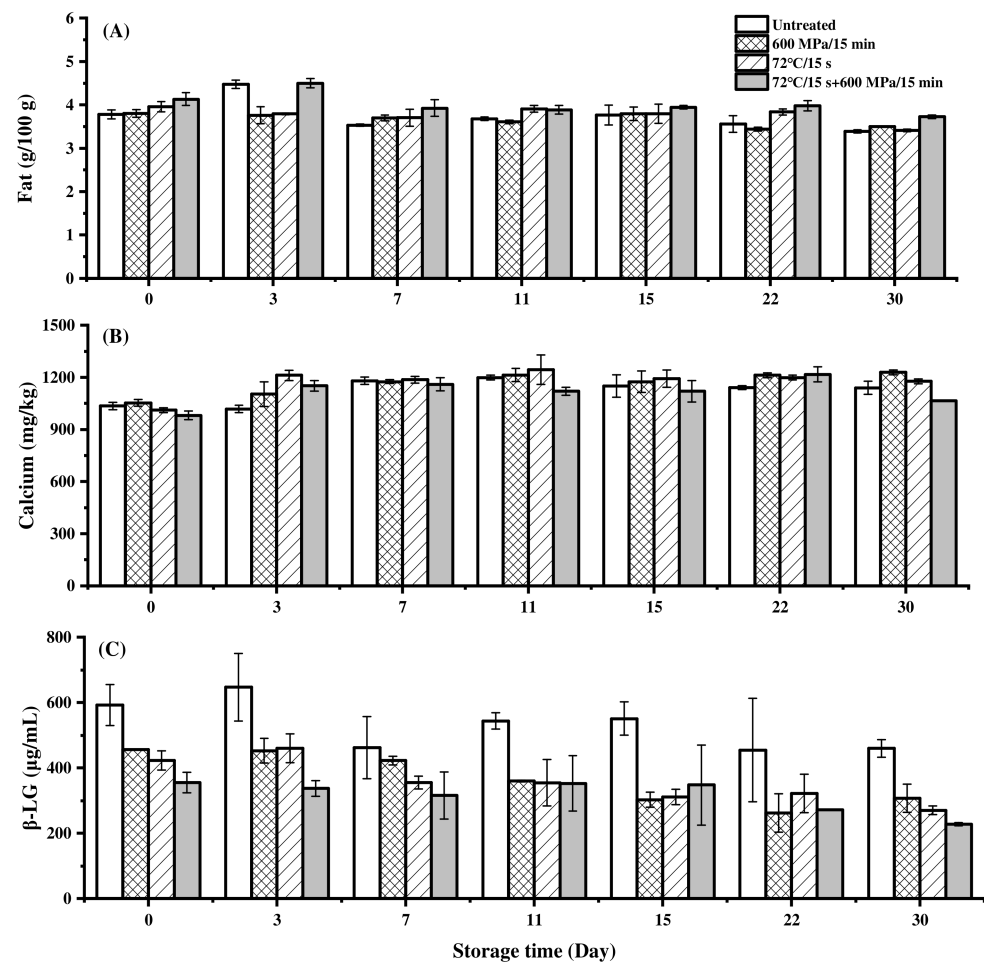 (A)
Untreated
600 MPa/15 min
72°C/15 s
72°C/15 s+600 MPa/15 min
Fat (g/100 g)
6
5
4
3
2
1
0
0 3 7 11 15 22 30
(B)
Calcium (mg/kg)
1500
1200
900
600
300
0
0 3 7 11 15 22 30
(C)
β-LG (μg/mL)
800
600
400
200
0
0 3 7 11 15 22 30
Storage time (Day)